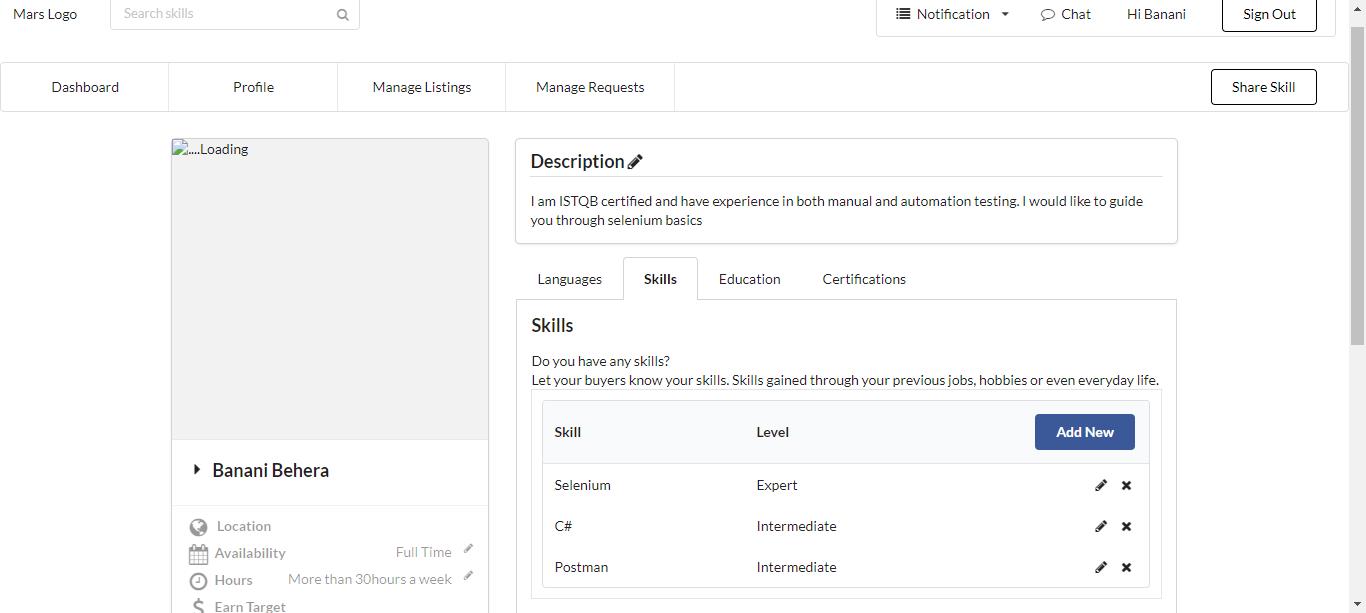 Mars Logo
Search skills
Notification
Chat
Hi Banani
Sign Out
Dashboard
Profile
Manage Listings
Manage Requests
Share Skill
....Loading
Banani Behera
Location
Availability Full Time
Hours More than 30hours a week
Earn Target
Description
I am ISTQB certified and have experience in both manual and automation testing. I would like to guide
you through selenium basics
Languages
Skills
Education
Certifications
Skills
Do you have any skills?
Let your buyers know your skills. Skills gained through your previous jobs, hobbies or even everyday life.
Skill Level Add New
Selenium Expert
C# Intermediate
Postman Intermediate